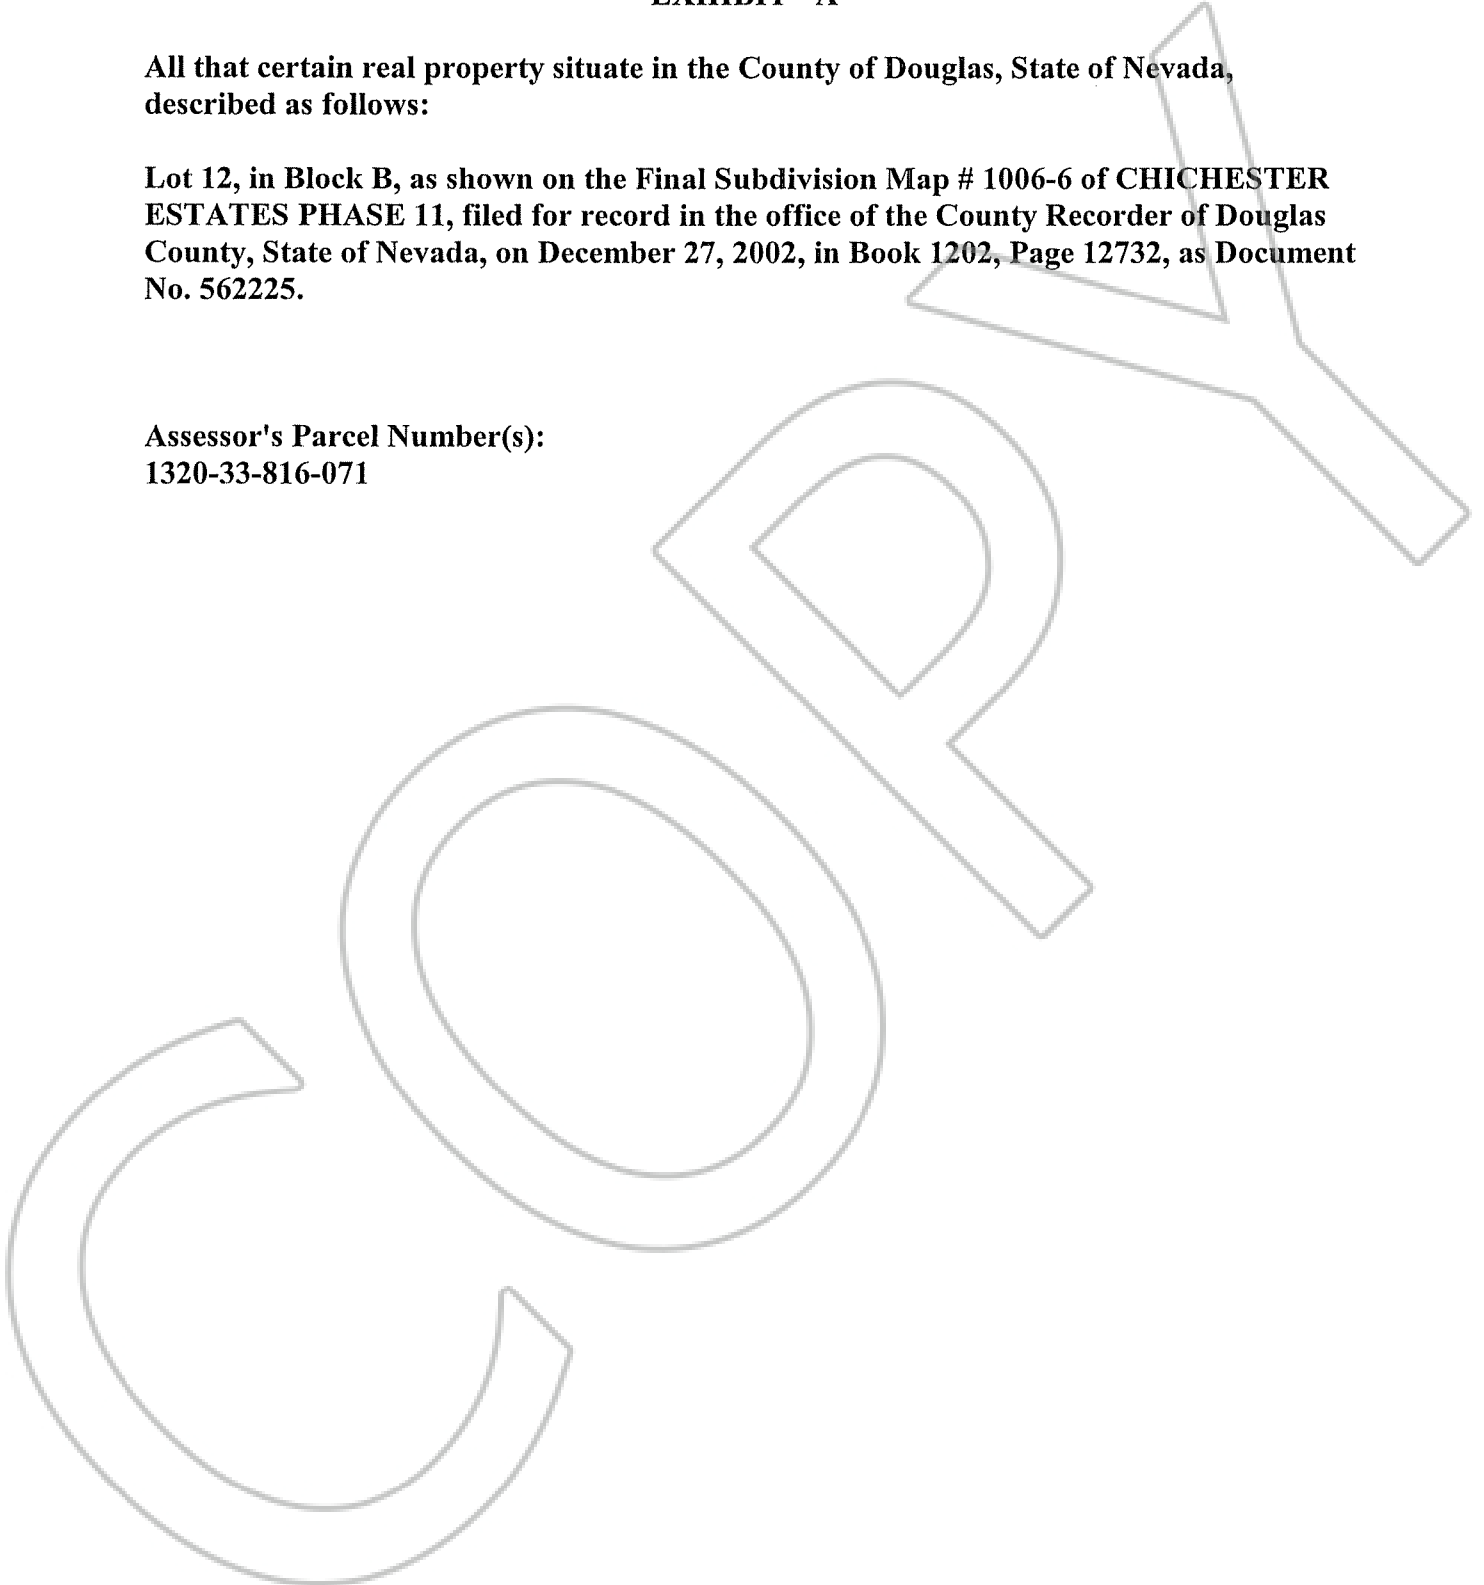 EXHIBIT "A"
All that certain real property situate in the County of Douglas, State of Nevada,
described as follows:
Lot 12, in Block B, as shown on the Final Subdivision Map # 1006-6 of CHICHESTER
ESTATES PHASE 11, filed for record in the office of the County Recorder of Douglas
County, State of Nevada, on December 27, 2002, in Book 1202, Page 12732, as Document
No. 562225.
Assessor's Parcel Number(s):
1320-33-816-071
COPY